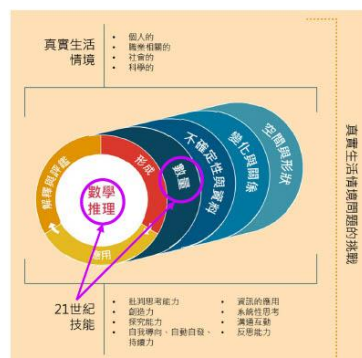 真實生活
情境
• 個人的
• 職業相關的
• 社會的
• 科學的
解釋與評鑑
形成
應用
數學
推理
數量
不確定性與資料
變化與關係
空間與形狀
真實生活情境問題的挑戰
21世紀
技能
• 批判思考能力
• 創造力
• 探究能力
• 自我導向、自動自發、
持續力
• 資訊的應用
• 系統性思考
• 溝通互動
• 反思能力